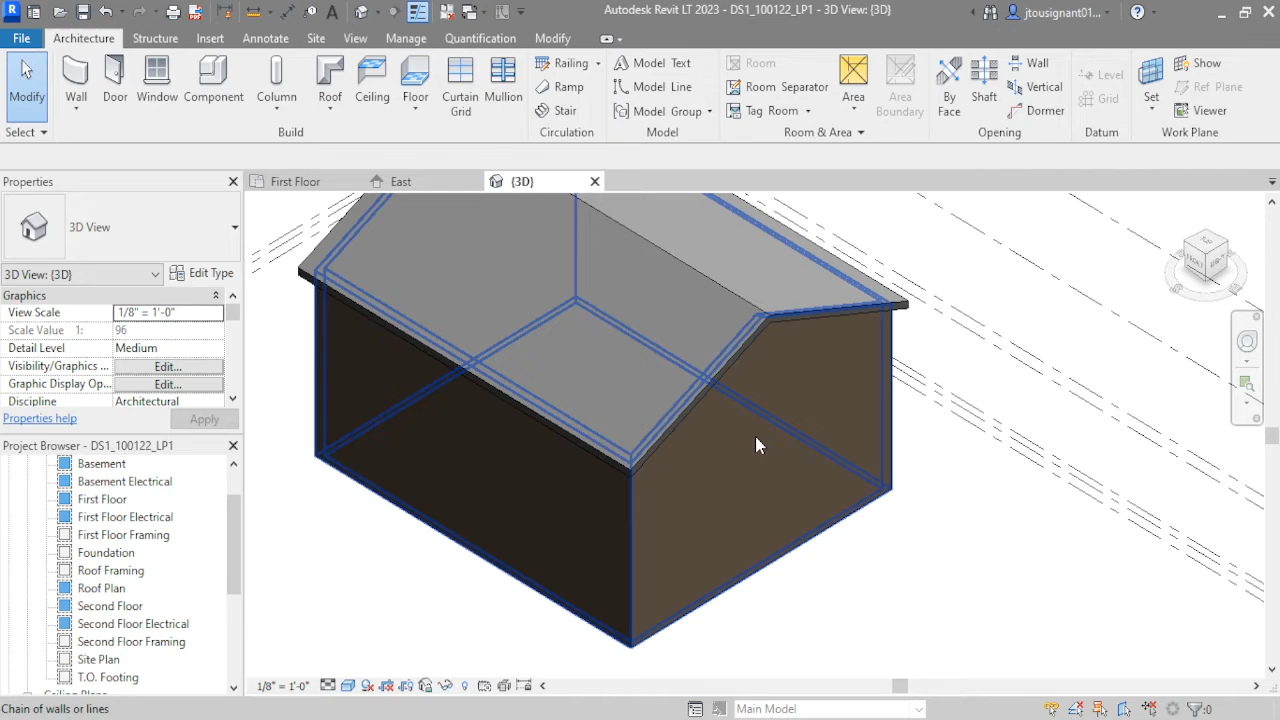 Autodesk Revit LT 2023 - DS1_100122_LP1 - 3D View: {3D}
jtousignant01...
File Architecture Structure Insert Annotate Site View Manage Quantification Modify
Modify
Wall
Door
Window
Component
Column
Roof
Ceiling
Floor
Curtain
Grid
Mullion
Railing
Ramp
Stair
Model Text
Model Line
Model Group
Room
Room Separator
Tag Room
Area
Area
Boundary
By
Face
Shaft
Wall
Vertical
Dormer
Level
Grid
Set
Show
Ref Plane
Viewer
Select Build Circulation Model Room & Area Opening Datum Work Plane
Properties
First Floor East {3D}
3D View
3D View: {3D} Edit Type
Graphics
View Scale 1/8" = 1'-0"
Scale Value 1: 96
Detail Level Medium
Visibility/Graphics ... Edit...
Graphic Display Op... Edit...
Discipline Architectural
Properties help Apply
Project Browser - DS1_100122_LP1
Basement
Basement Electrical
First Floor
First Floor Electrical
First Floor Framing
Foundation
Roof Framing
Roof Plan
Second Floor
Second Floor Electrical
Second Floor Framing
Site Plan
T.O. Footing
Ceiling Plans
TOP
FRONT
RIGHT
1/8" = 1'-0"
Chain of walls or lines
Main Model
:0